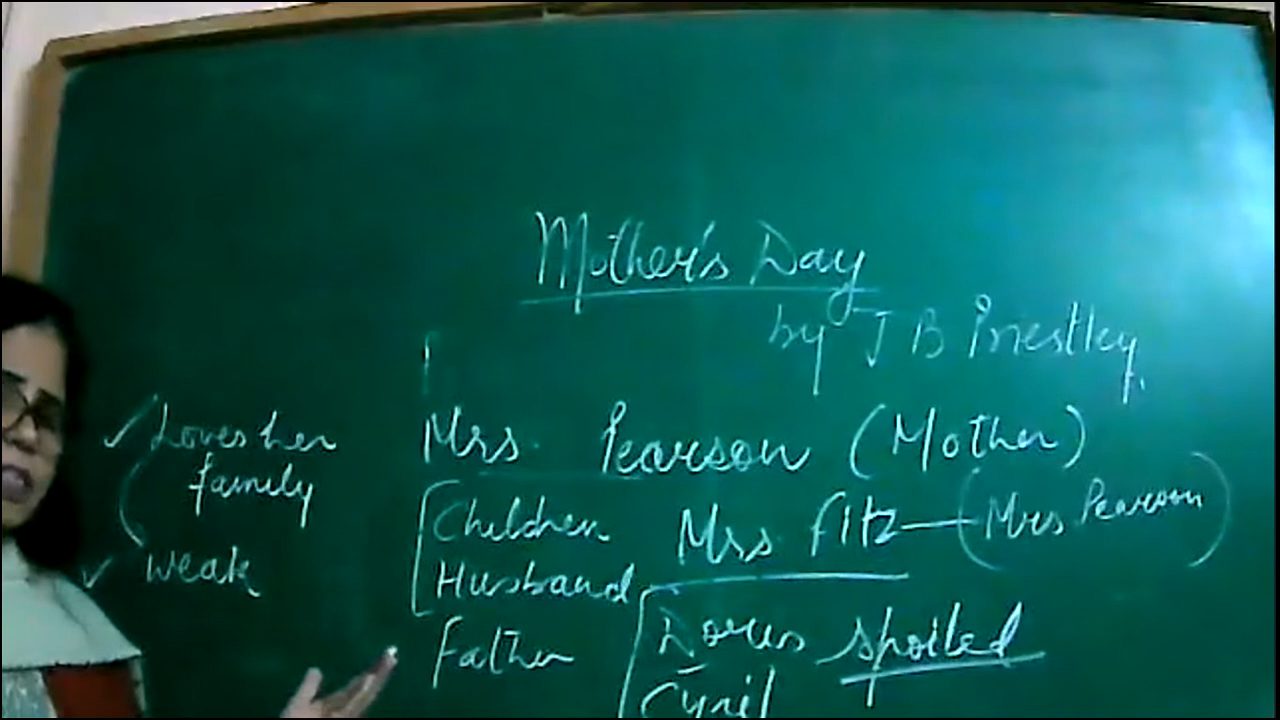 Mother's Day
by J B Priestley
Mrs. Pearson (Mother)
✓ Loves her
family
✓ weak
Children
Husband
Father
Mrs. Fitz — (Mrs Pearson)
Doris spoiled
Cyril